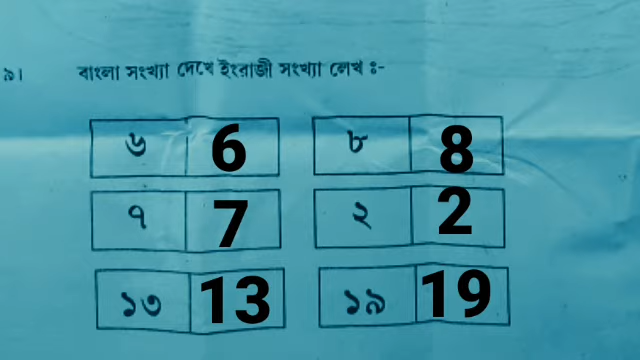 ৯। বাংলা সংখ্যা দেখে ইংরাজী সংখ্যা লেখ ঃ-
৬ 6 ৮ 8
৭ 7 ২ 2
১৩ 13 ১৯ 19